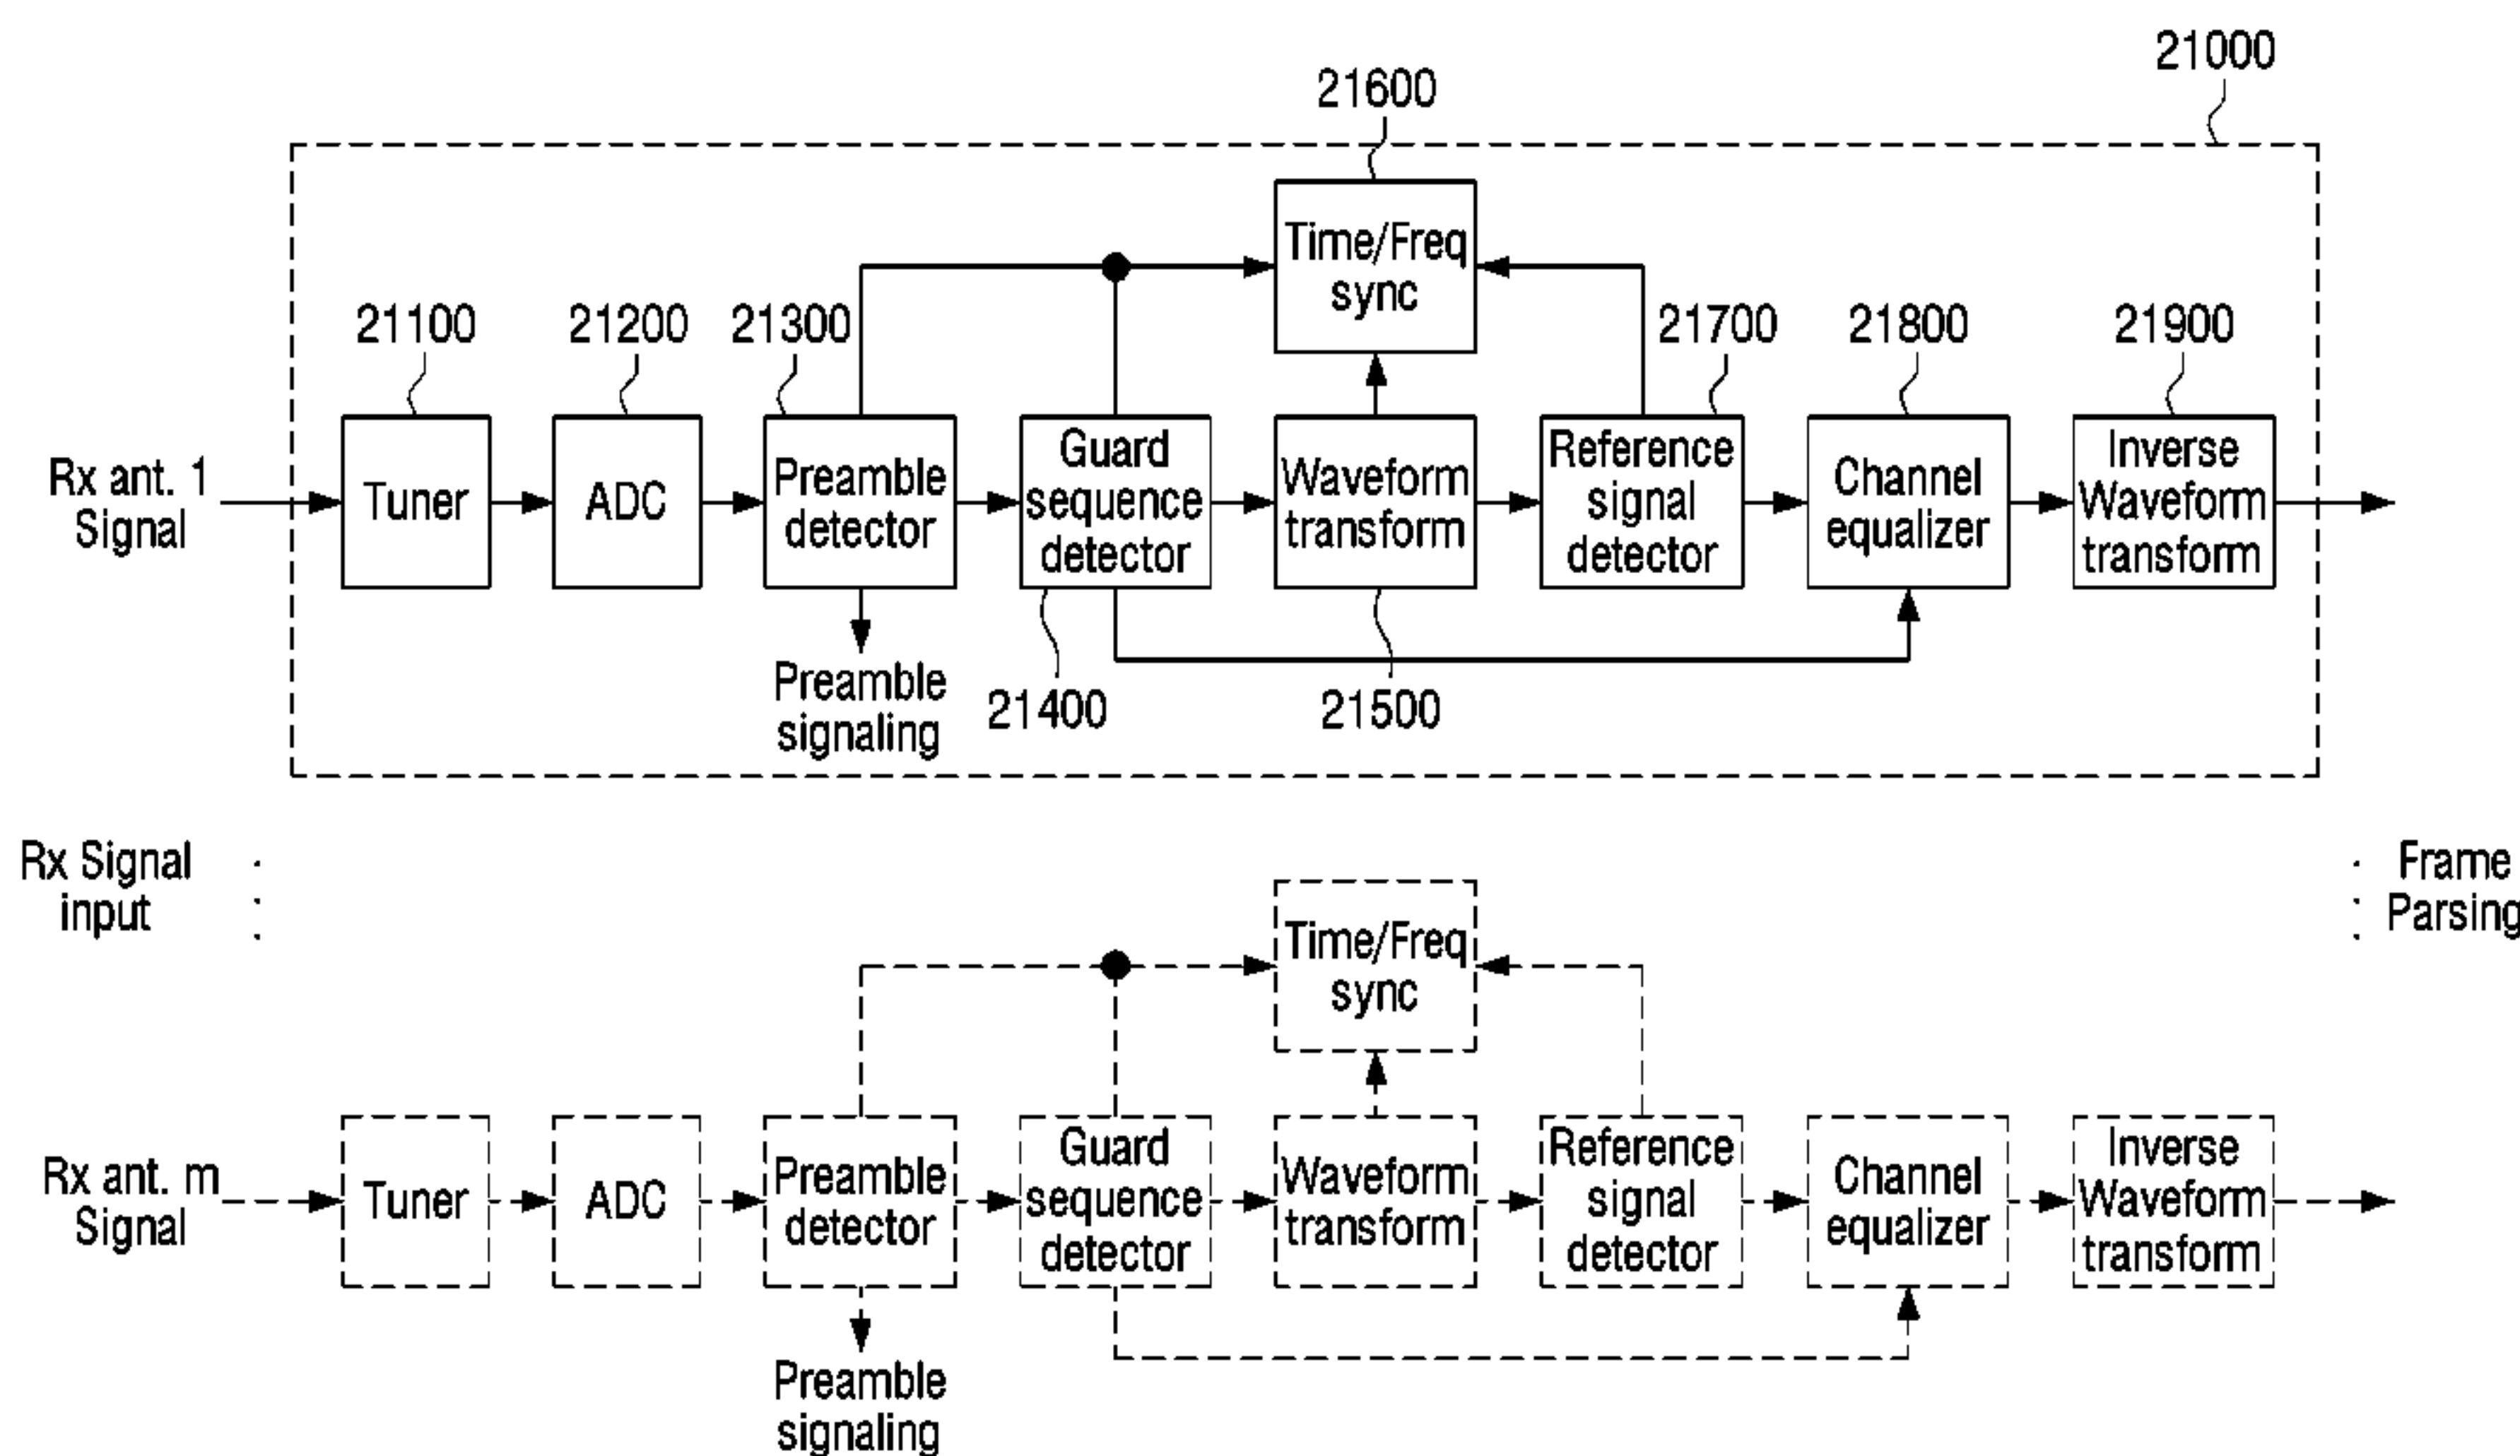 21000
21600
21100
21200
21300
21700
21800
21900
Time/Freq
sync
Rx ant. 1
Signal
Tuner
ADC
Preamble
detector
Guard
sequence
detector
Waveform
transform
Reference
signal
detector
Channel
equalizer
Inverse
Waveform
transform
Preamble
signaling
21400
21500
Rx Signal
input
Frame
Parsing
Time/Freq
sync
Rx ant. m
Signal
Tuner
ADC
Preamble
detector
Guard
sequence
detector
Waveform
transform
Reference
signal
detector
Channel
equalizer
Inverse
Waveform
transform
Preamble
signaling